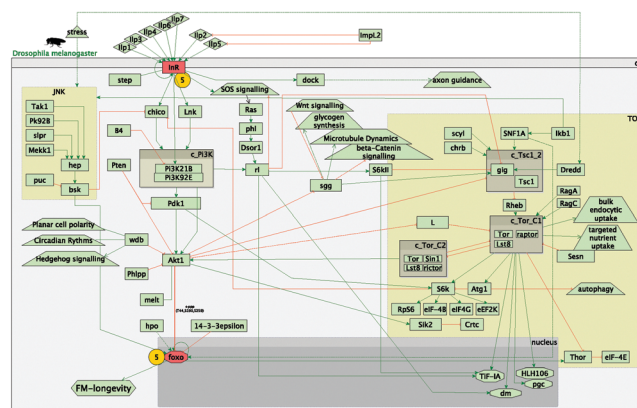 stress
Drosophila melanogaster
Ilp1
Ilp3
Ilp4
Ilp6
Ilp7
Ilp2
Ilp5
ImpL2
InR
5
step
dock
SOS signalling
axon guidance
JNK
Tak1
Pk92B
slpr
Mekk1
hep
puc
bsk
chico
Lnk
Ras
phl
Dsor1
rl
Wnt signalling
glycogen
synthesis
Microtubule Dynamics
beta-Catenin
signalling
TO
scyl
chrb
SNF1A
lkb1
c_Tsc1_2
gig
Tsc1
Dredd
Pten
c_Pi3K
Pi3K21B
Pi3K92E
S6kII
sgg
Pdk1
Rheb
RagA
RagC
bulk
endocytic
uptake
Planar cell polarity
Circadian Rythms
Hedgehog signalling
wdb
L
c_Tor_C1
Tor
raptor
Lst8
targeted
nutrient
uptake
Akt1
c_Tor_C2
Tor
Sin1
Lst8
rictor
Sesn
Phlpp
S6k
Atg1
autophagy
melt
RpS6
eIF-4B
eIF4G
eEF2K
hpo
14-3-3epsilon
Sik2
Crtc
nucleus
5
foxo
Thor
eIF-4E
FM-longevity
TIF-IA
HLH106
pgc
dm